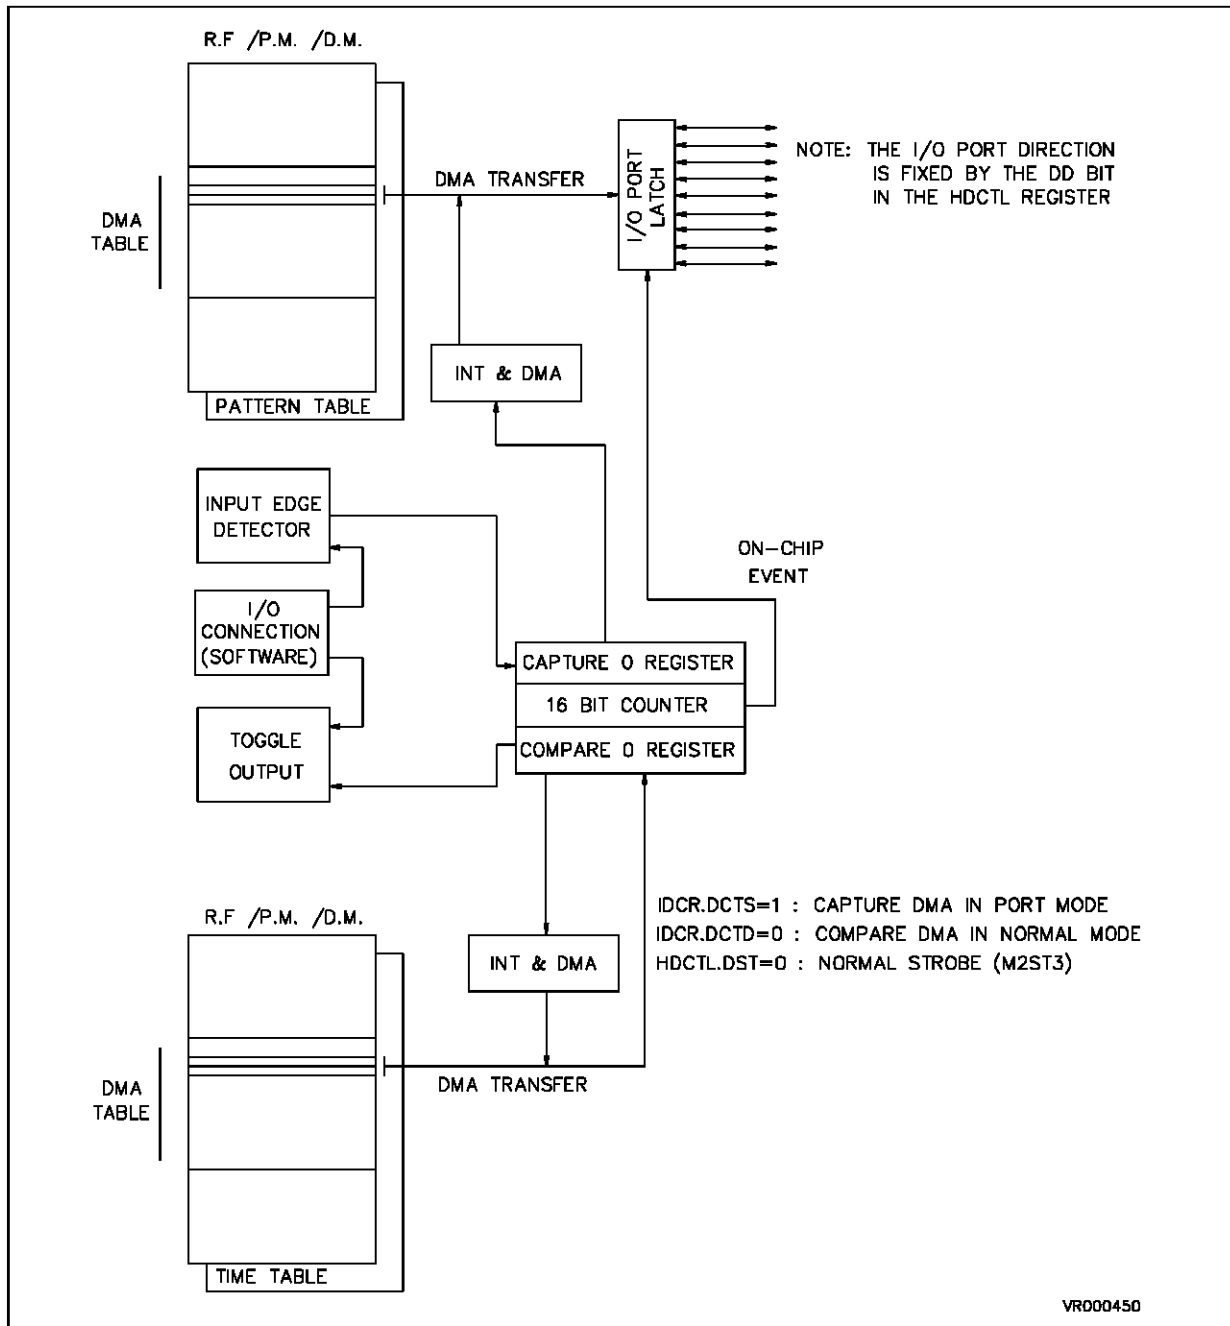 R.F /P.M. /D.M.
DMA
TABLE
DMA TRANSFER
I/O PORT
LATCH
NOTE: THE I/O PORT DIRECTION
IS FIXED BY THE DD BIT
IN THE HDCTL REGISTER
INT & DMA
PATTERN TABLE
INPUT EDGE
DETECTOR
I/O
CONNECTION
(SOFTWARE)
TOGGLE
OUTPUT
ON-CHIP
EVENT
CAPTURE 0 REGISTER
16 BIT COUNTER
COMPARE 0 REGISTER
R.F /P.M. /D.M.
DMA
TABLE
INT & DMA
DMA TRANSFER
IDCR.DCTS=1 : CAPTURE DMA IN PORT MODE
IDCR.DCTD=0 : COMPARE DMA IN NORMAL MODE
HDCTL.DST=0 : NORMAL STROBE (M2ST3)
TIME TABLE
VR000450